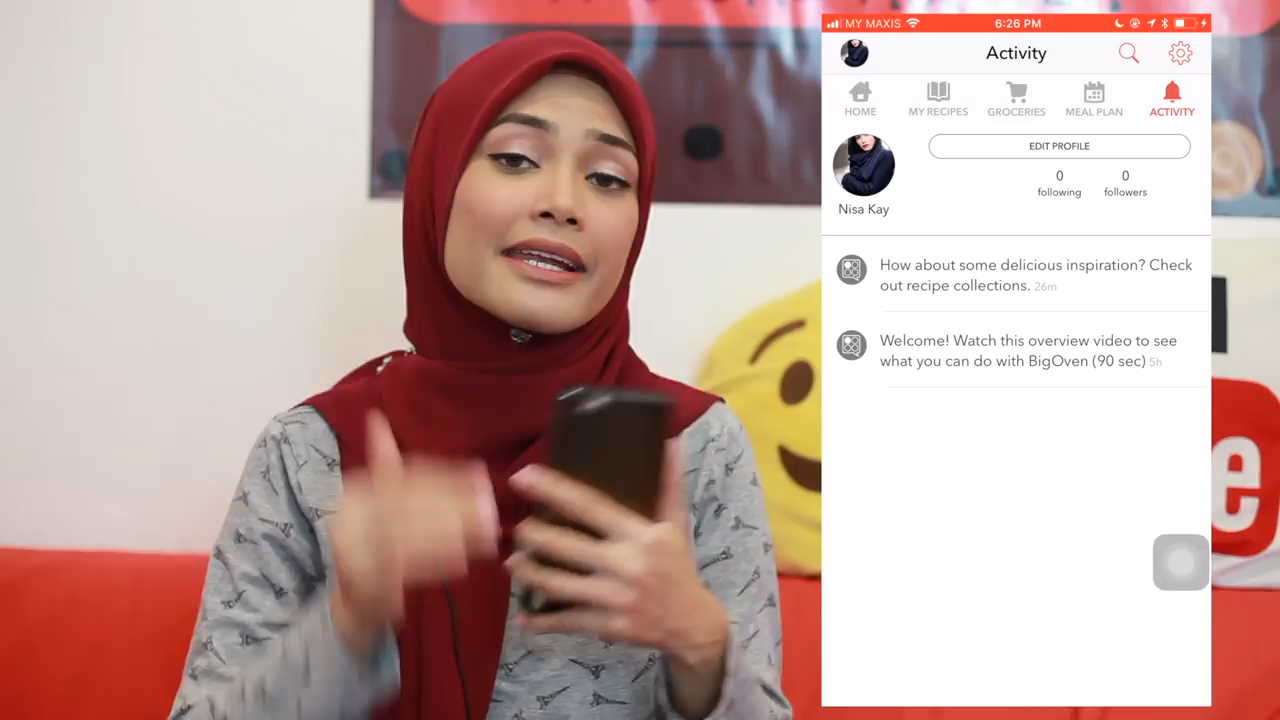 MY MAXIS
6:26 PM
Activity
HOME
MY RECIPES
GROCERIES
MEAL PLAN
ACTIVITY
EDIT PROFILE
0
following
0
followers
Nisa Kay
How about some delicious inspiration? Check
out recipe collections. 26m
Welcome! Watch this overview video to see
what you can do with BigOven (90 sec) 5h
e